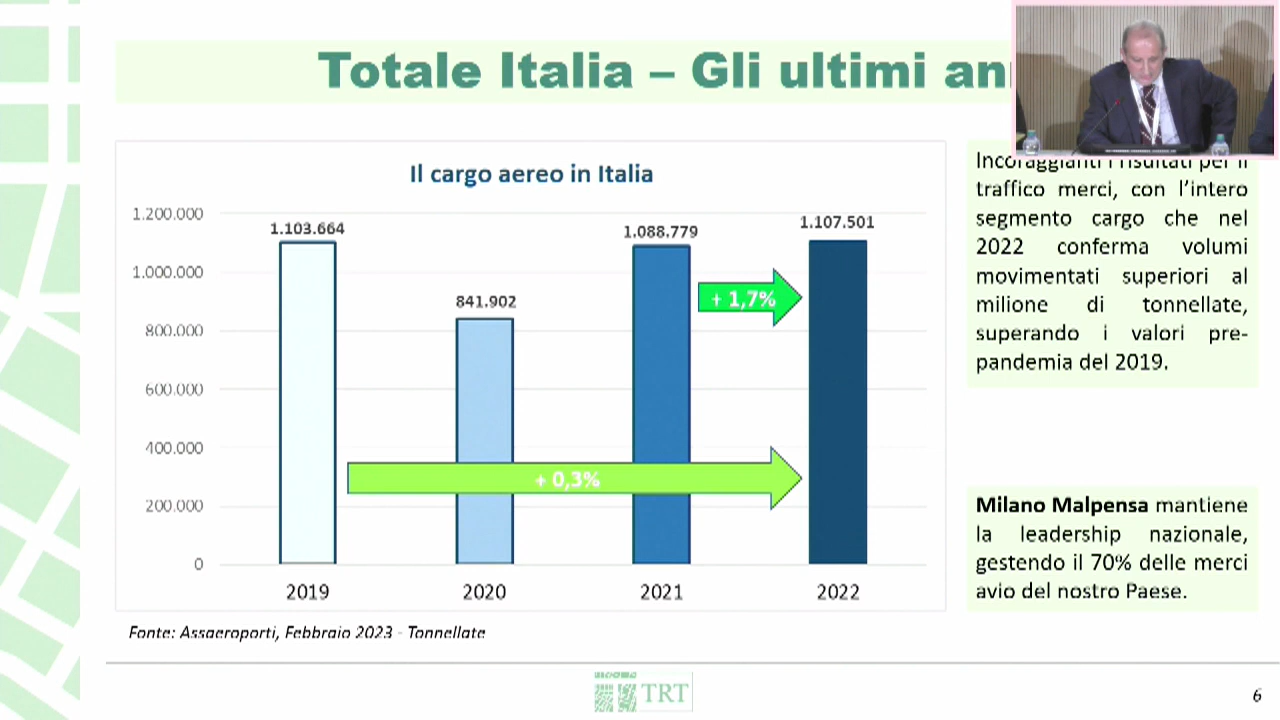 Totale Italia – Gli ultimi
Il cargo aereo in Italia
1.200.000
1.000.000
800.000
600.000
400.000
200.000
0
1.103.664
841.902
1.088.779
1.107.501
+ 1,7%
+ 0,3%
2019
2020
2021
2022
Fonte: Assaeroporti, Febbraio 2023 - Tonnellate
Incoraggianti i risultati per il
traffico merci, con l’intero
segmento cargo che nel
2022 conferma volumi
movimentati superiori al
milione di tonnellate,
superando i valori pre-
pandemia del 2019.
Milano Malpensa mantiene
la leadership nazionale,
gestendo il 70% delle merci
avio del nostro Paese.
TRT
6